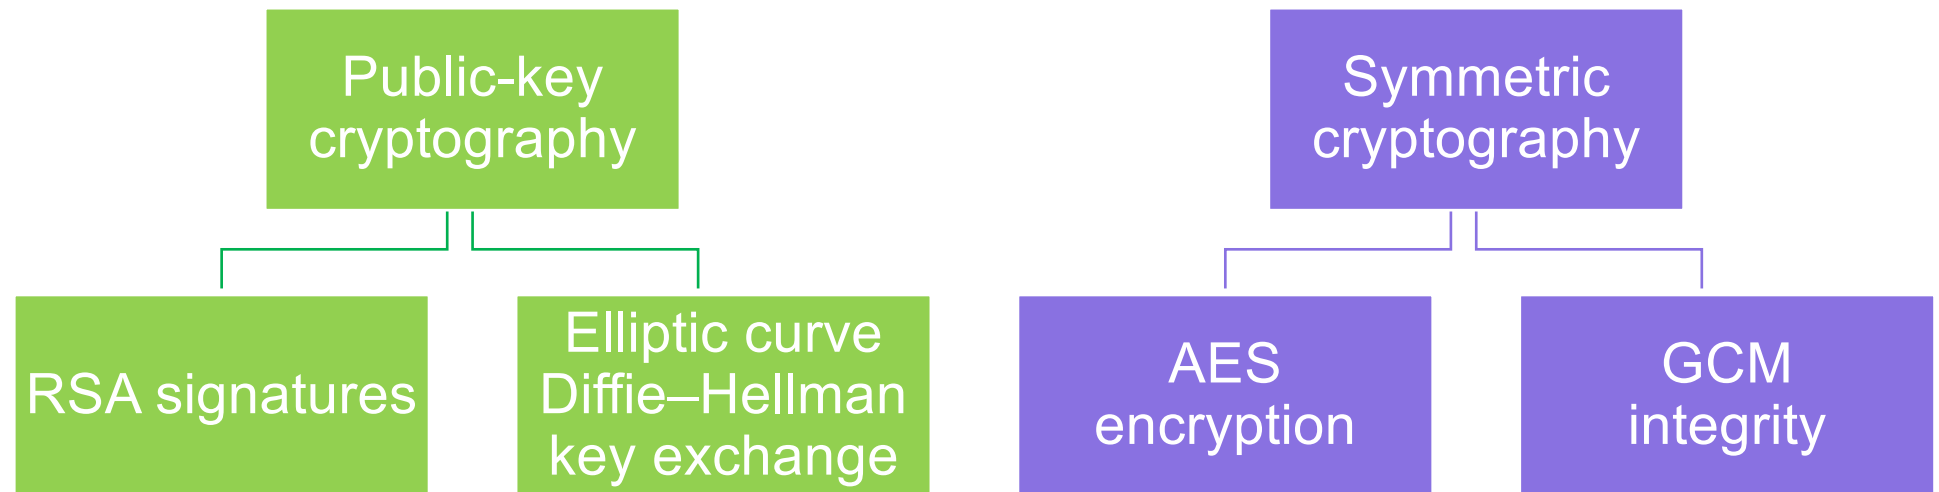 Public-key
cryptography
Symmetric
cryptography
RSA signatures
Elliptic curve
Diffie–Hellman
key exchange
AES
encryption
GCM
integrity